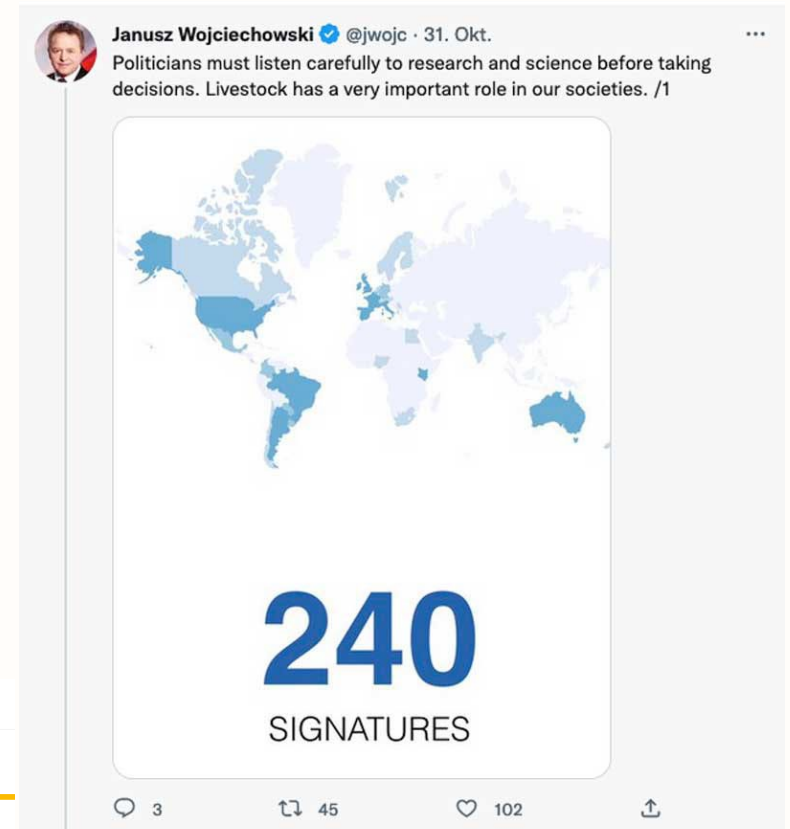 Janusz Wojciechowski @jwojc · 31. Okt.
Politicians must listen carefully to research and science before taking
decisions. Livestock has a very important role in our societies. /1
240
SIGNATURES
3 45 102